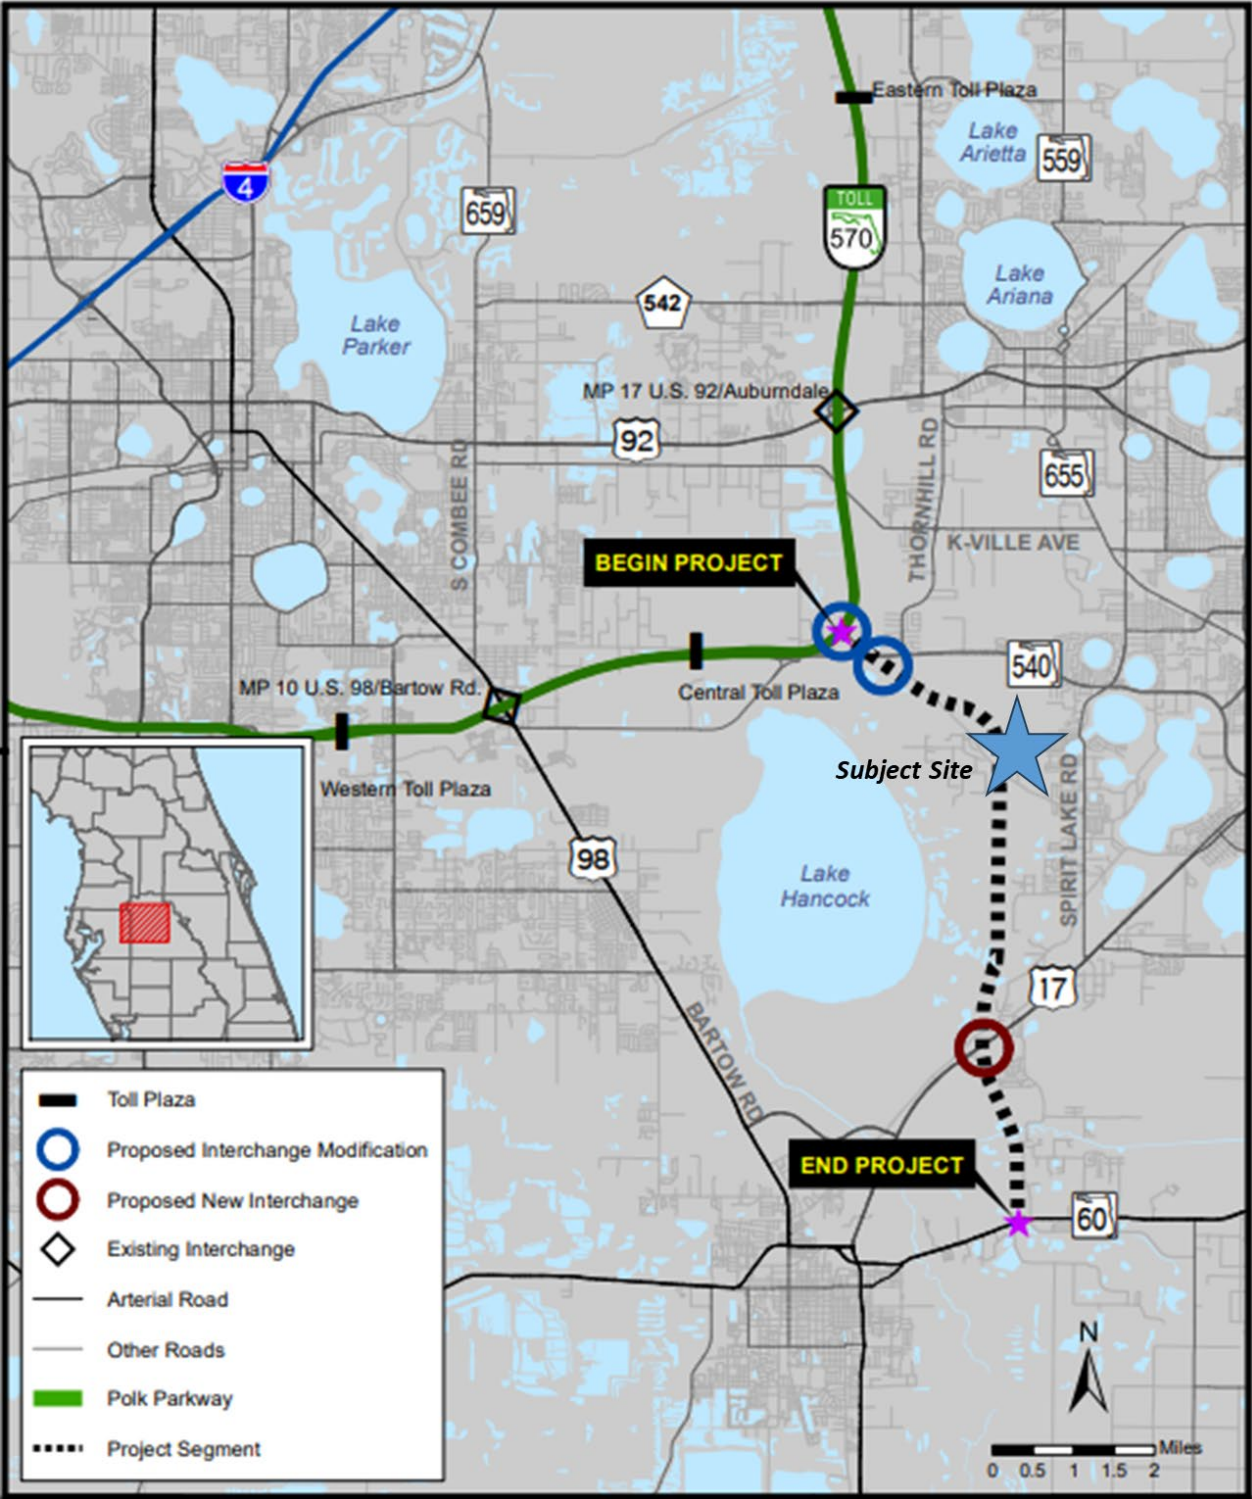 Eastern Toll Plaza
Lake
Arietta
559
4
659
TOLL
570
Lake
Ariana
542
Lake
Parker
MP 17 U.S. 92/Auburndale
92
S COMBEE RD
THORNHILL RD
655
K-VILLE AVE
BEGIN PROJECT
540
MP 10 U.S. 98/Bartow Rd.
Central Toll Plaza
Subject Site
Western Toll Plaza
SPIRIT LAKE RD
98
Lake
Hancock
17
BARTOW RD
END PROJECT
60
Toll Plaza
Proposed Interchange Modification
Proposed New Interchange
Existing Interchange
Arterial Road
Other Roads
Polk Parkway
Project Segment
N
Miles
0 0.5 1 1.5 2